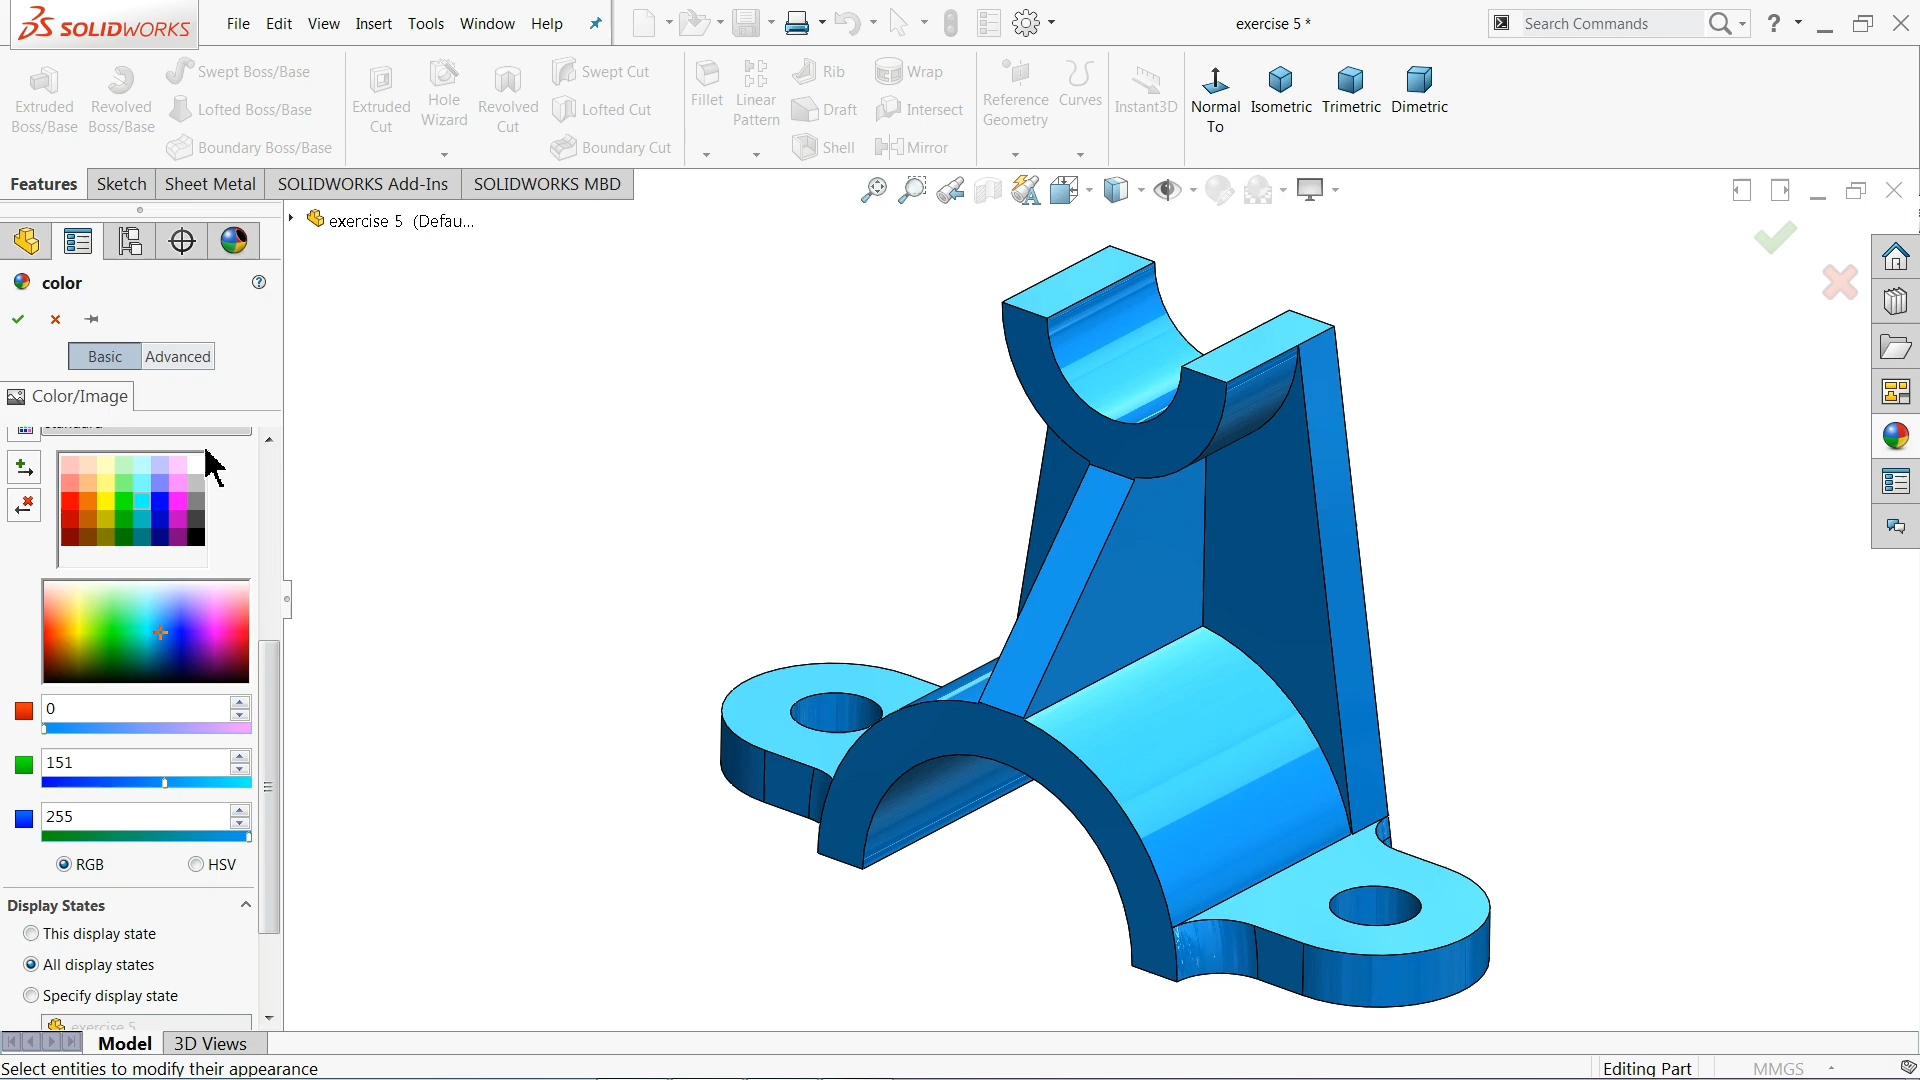 SOLIDWORKS File Edit View Insert Tools Window Help exercise 5 * Search Commands ?
Extruded Boss/Base
Revolved Boss/Base
Swept Boss/Base
Lofted Boss/Base
Boundary Boss/Base
Extruded Cut
Hole Wizard
Revolved Cut
Swept Cut
Lofted Cut
Boundary Cut
Fillet
Linear Pattern
Rib
Draft
Shell
Wrap
Intersect
Mirror
Reference Geometry
Curves
Instant3D
Normal To
Isometric
Trimetric
Dimetric
Features Sketch Sheet Metal SOLIDWORKS Add-Ins SOLIDWORKS MBD
exercise 5 (Defau...
color
Basic Advanced
Color/Image
0
151
255
RGB HSV
Display States
This display state
All display states
Specify display state
exercise 5
Model 3D Views
Select entities to modify their appearance Editing Part MMGS